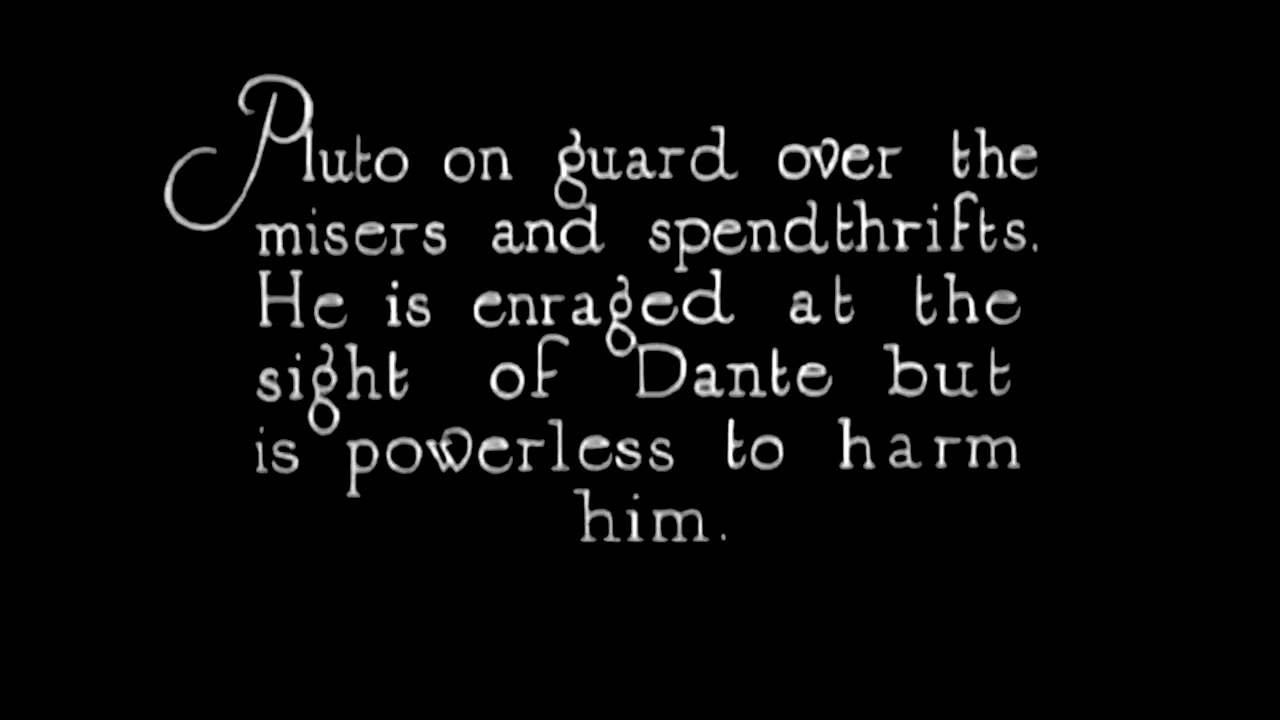 Pluto on guard over the
misers and spendthrifts.
He is enraged at the
sight of Dante but
is powerless to harm
him.